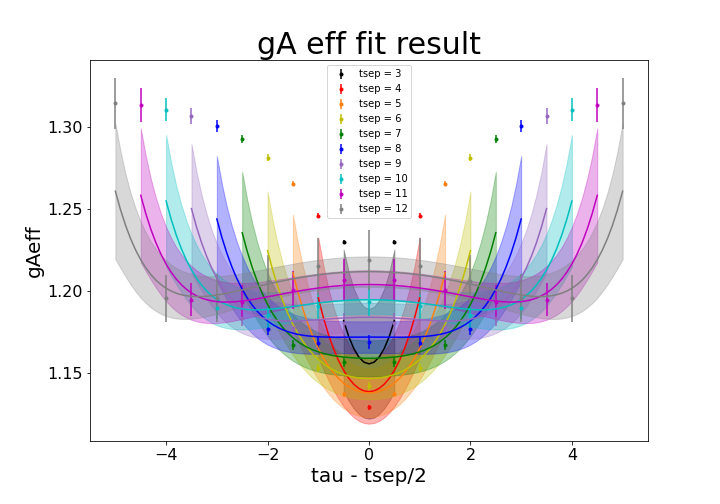 gA eff fit result
gAeff
1.30
1.25
1.20
1.15
tsep = 3
tsep = 4
tsep = 5
tsep = 6
tsep = 7
tsep = 8
tsep = 9
tsep = 10
tsep = 11
tsep = 12
−4 −2 0 2 4
tau - tsep/2